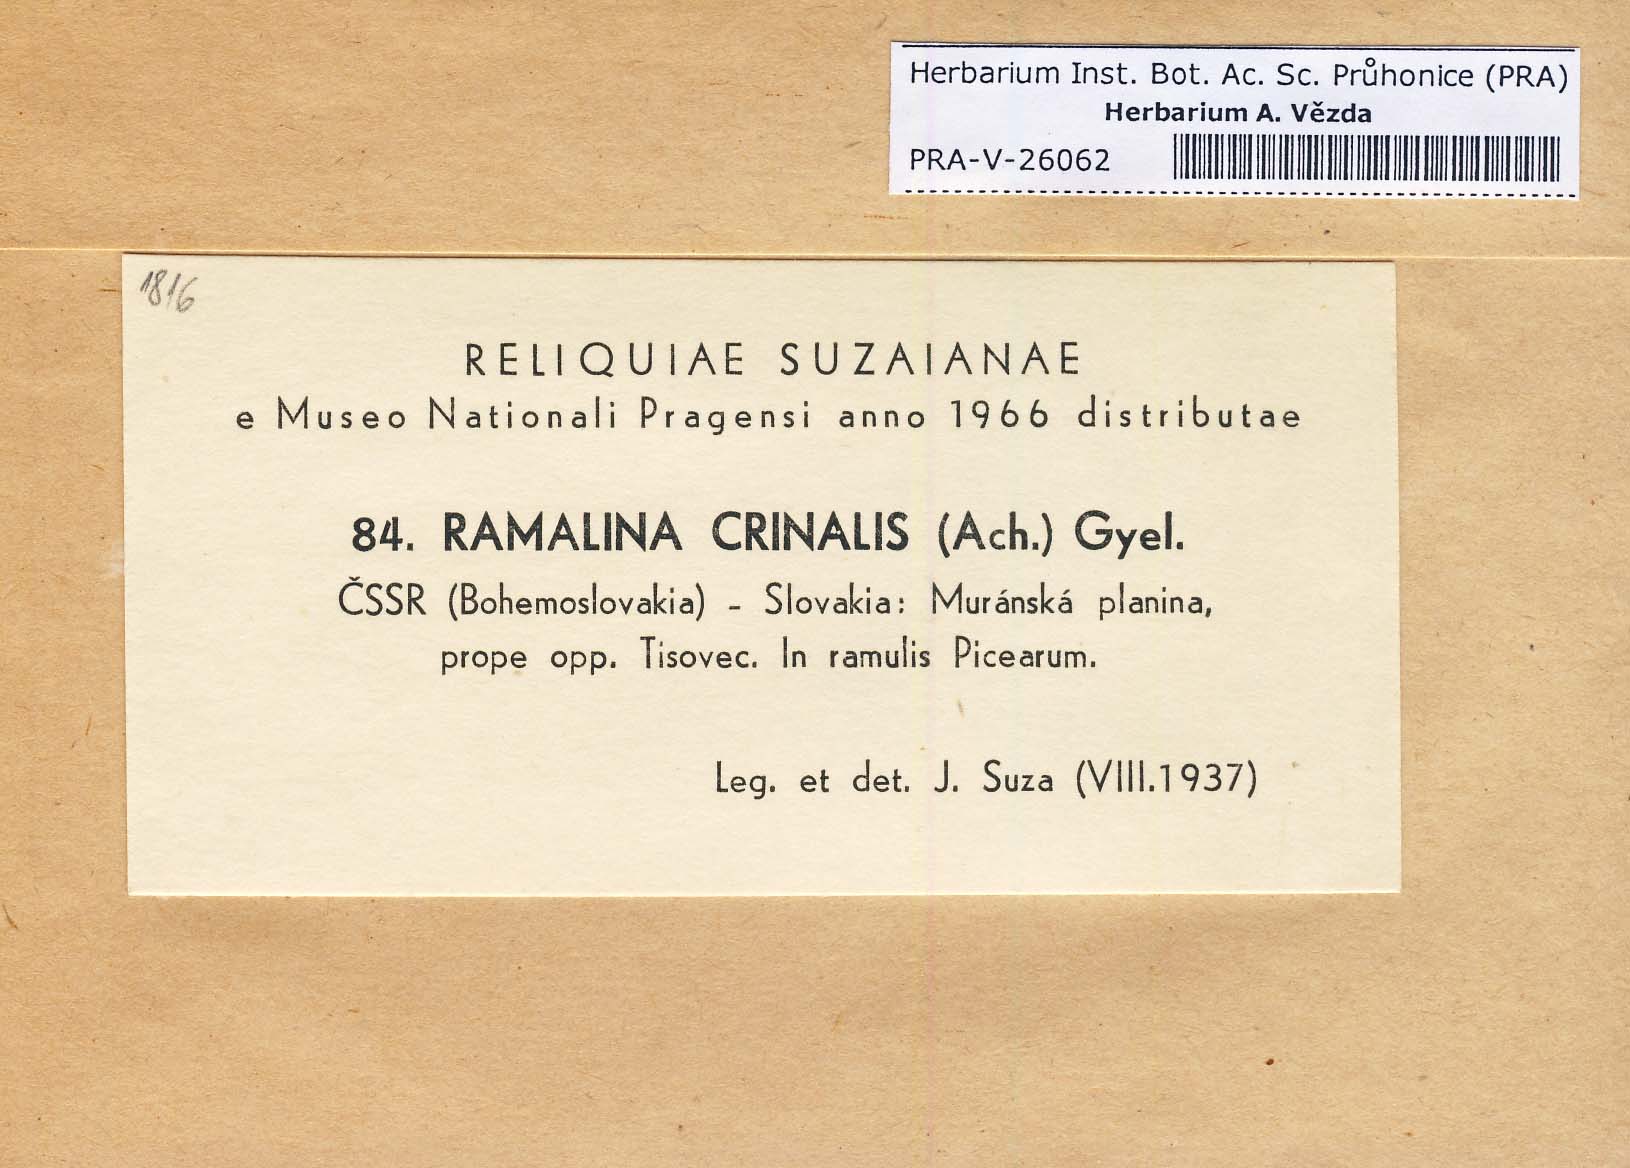 Herbarium Inst. Bot. Ac. Sc. Průhonice (PRA)
Herbarium A. Vězda
PRA-V-26062
1816
RELIQUIAE SUZAIANAE
e Museo Nationali Pragensi anno 1966 distributae
84. RAMALINA CRINALIS (Ach.) Gyel.
ČSSR (Bohemoslovakia) - Slovakia: Muránská planina,
prope opp. Tisovec. In ramulis Picearum.
Leg. et det. J. Suza (VIII.1937)